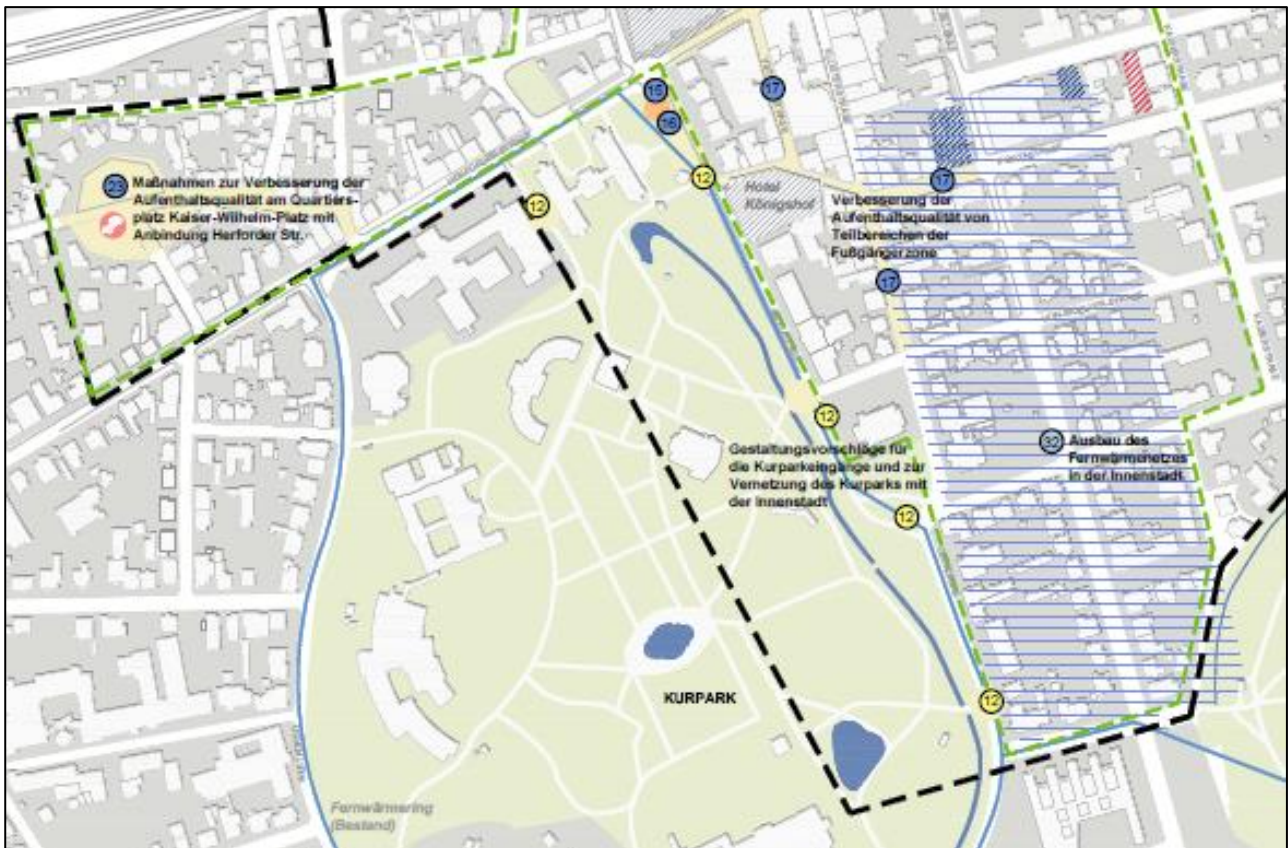 15
16
17
23
Maßnahmen zur Verbesserung der
Aufenthaltsqualität am Quartiers-
platz Kaiser-Wilhelm-Platz mit
Anbindung Herforder Str.
12
12
Hotel
Königshof
17
Verbesserung der
Aufenthaltsqualität von
Teilbereichen der
Fußgängerzone
17
12
Gestaltungsvorschläge für
die Kurparkeingänge und zur
Vernetzung des Kurparks mit
der Innenstadt
32
Ausbau des
Fernwärmenetzes
in der Innenstadt
12
KURPARK
12
Fernwärmering
(Bestand)